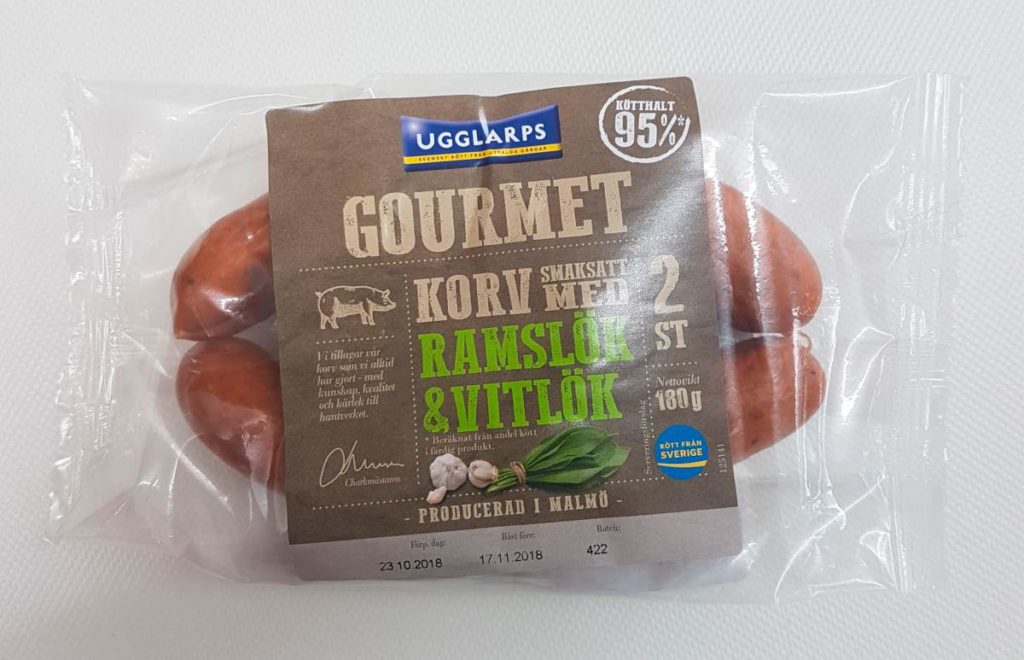 UGGLARPS
SVENSKT KÖTT FRÅN UTVALDA GÅRDAR
KÖTTHALT
95%*
GOURMET
KORV SMAKSATT
MED
RAMSLÖK
& VITLÖK
2
ST
Vi tillagar vår
korv som vi alltid
har gjort - med
kunskap, kvalitet
och kärlek till
hantverket.
Charkmästaren
* Beräknat från andel kött
i färdig produkt.
Nettovikt
180g
Serveringsförslag
KÖTT FRÅN
SVERIGE
125141
- PRODUCERAD I MALMÖ -
Förp. dag:
Bäst före:
Batch:
23 10.2018
17.11.2018
422